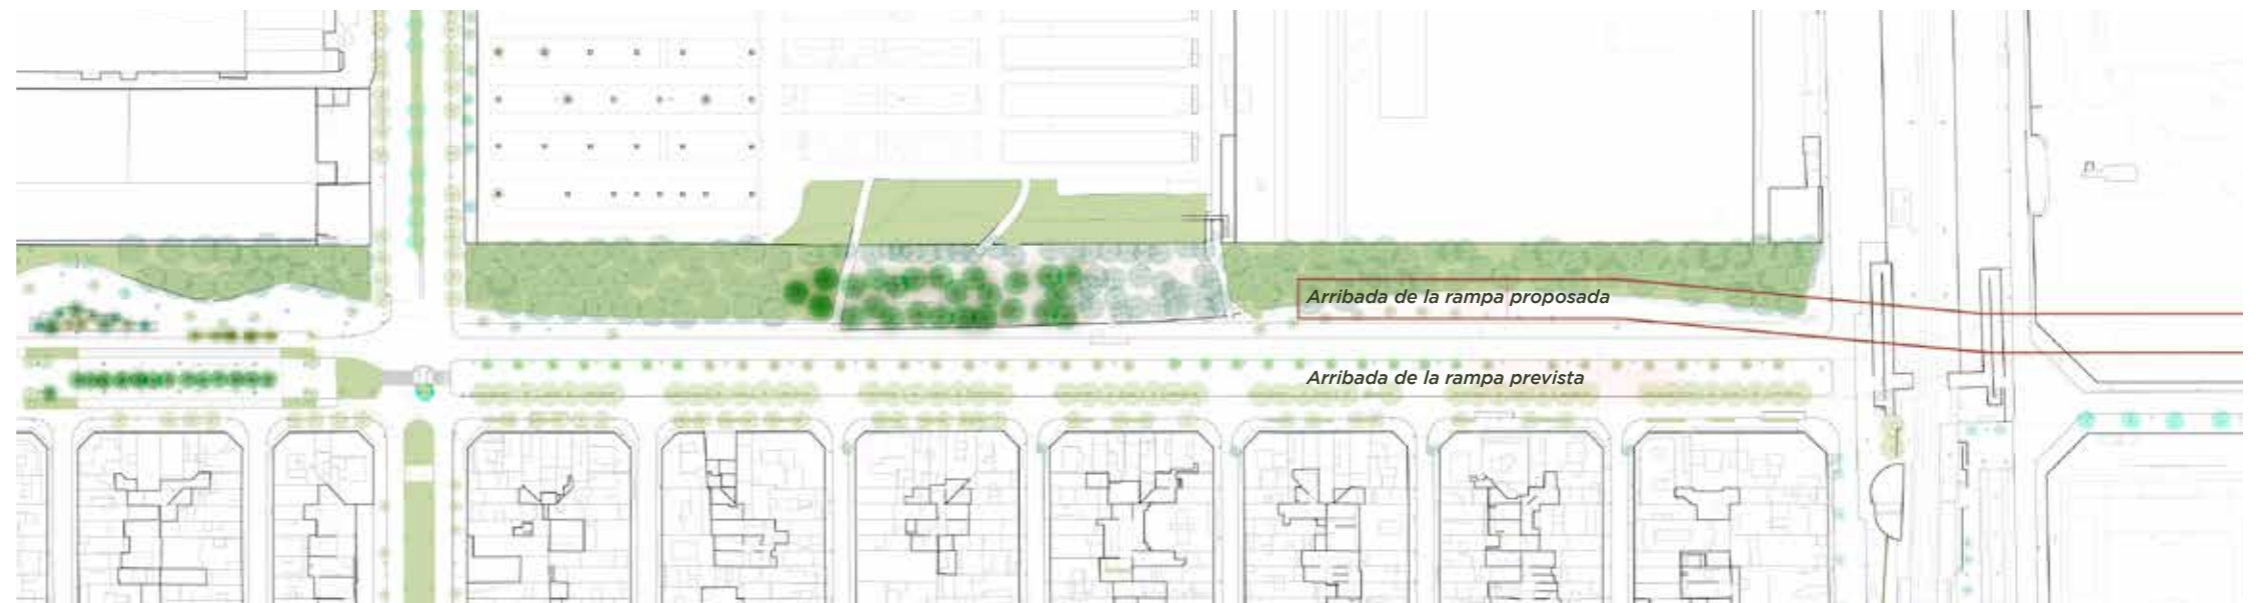 Arribada de la rampa proposada
Arribada de la rampa prevista